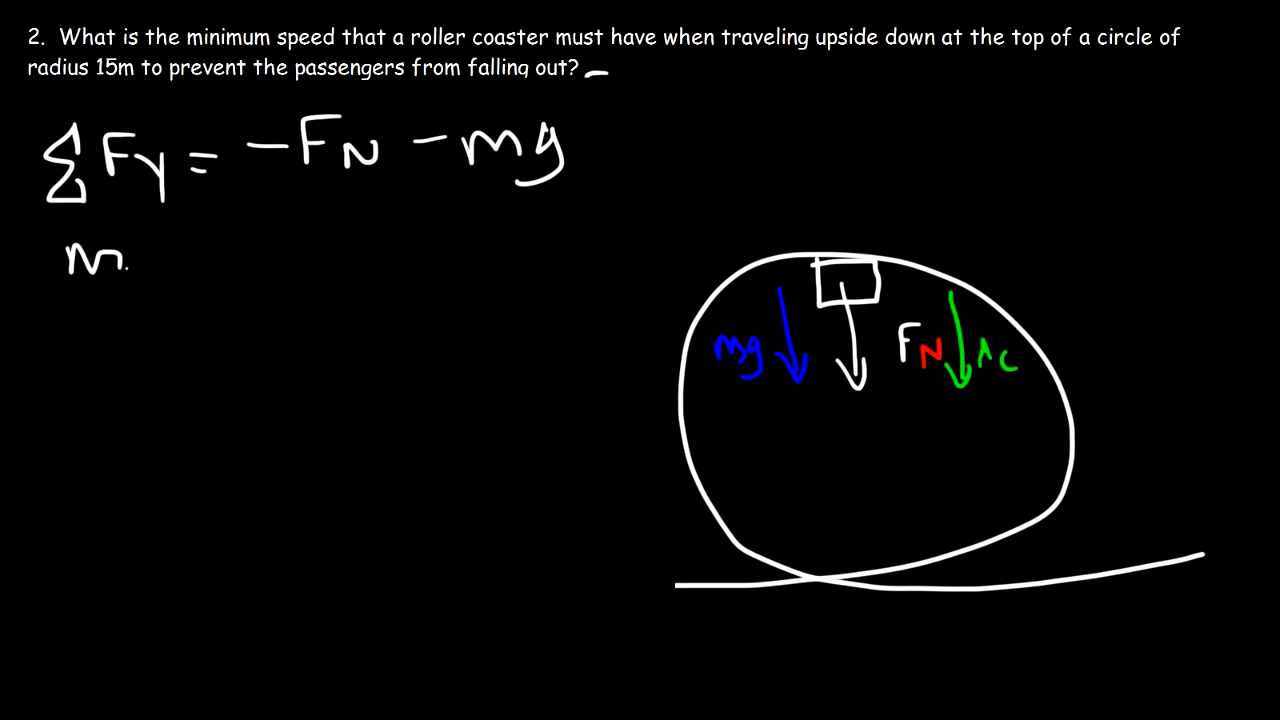 2. What is the minimum speed that a roller coaster must have when traveling upside down at the top of a circle of
radius 15m to prevent the passengers from falling out?
ΣFy = -FN - mg
m
mg
FN
ac